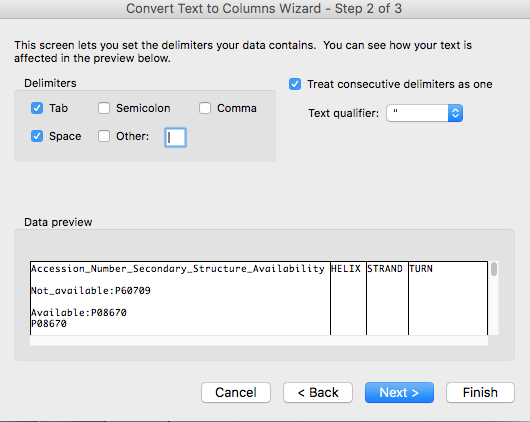 Convert Text to Columns Wizard - Step 2 of 3
This screen lets you set the delimiters your data contains. You can see how your text is
affected in the preview below.
Delimiters
Tab Semicolon Comma
Space Other:
Treat consecutive delimiters as one
Text qualifier: "
Data preview
Accession_Number_Secondary_Structure_Availability HELIX STRAND TURN
Not_available:P60709
Available:P08670
P08670
Cancel < Back Next > Finish